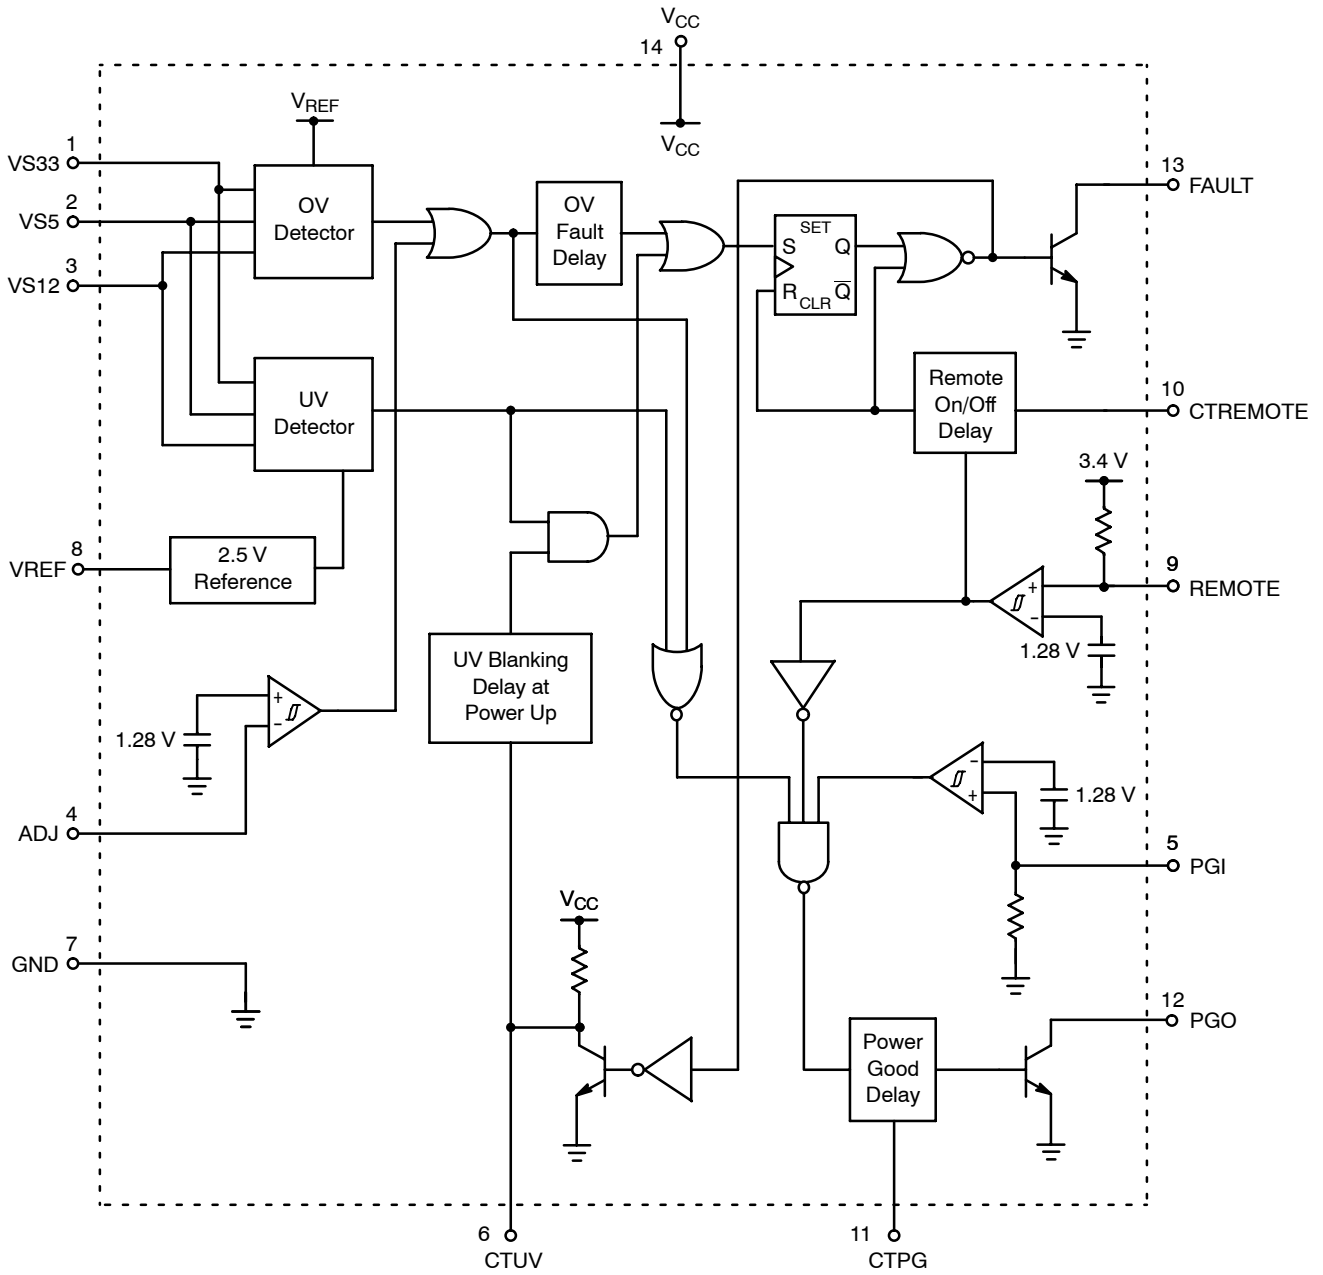 VCC
14
VCC
VREF
1
VS33
2
VS5
3
VS12
OV
Detector
OV
Fault
Delay
SET
S
Q
R
CLR
Q̅
13
FAULT
UV
Detector
Remote
On/Off
Delay
10
CTREMOTE
3.4 V
8
VREF
2.5 V
Reference
9
REMOTE
+
−
1.28 V
UV Blanking
Delay at
Power Up
+
−
1.28 V
4
ADJ
−
+
1.28 V
5
PGI
VCC
7
GND
12
PGO
Power
Good
Delay
6
CTUV
11
CTPG